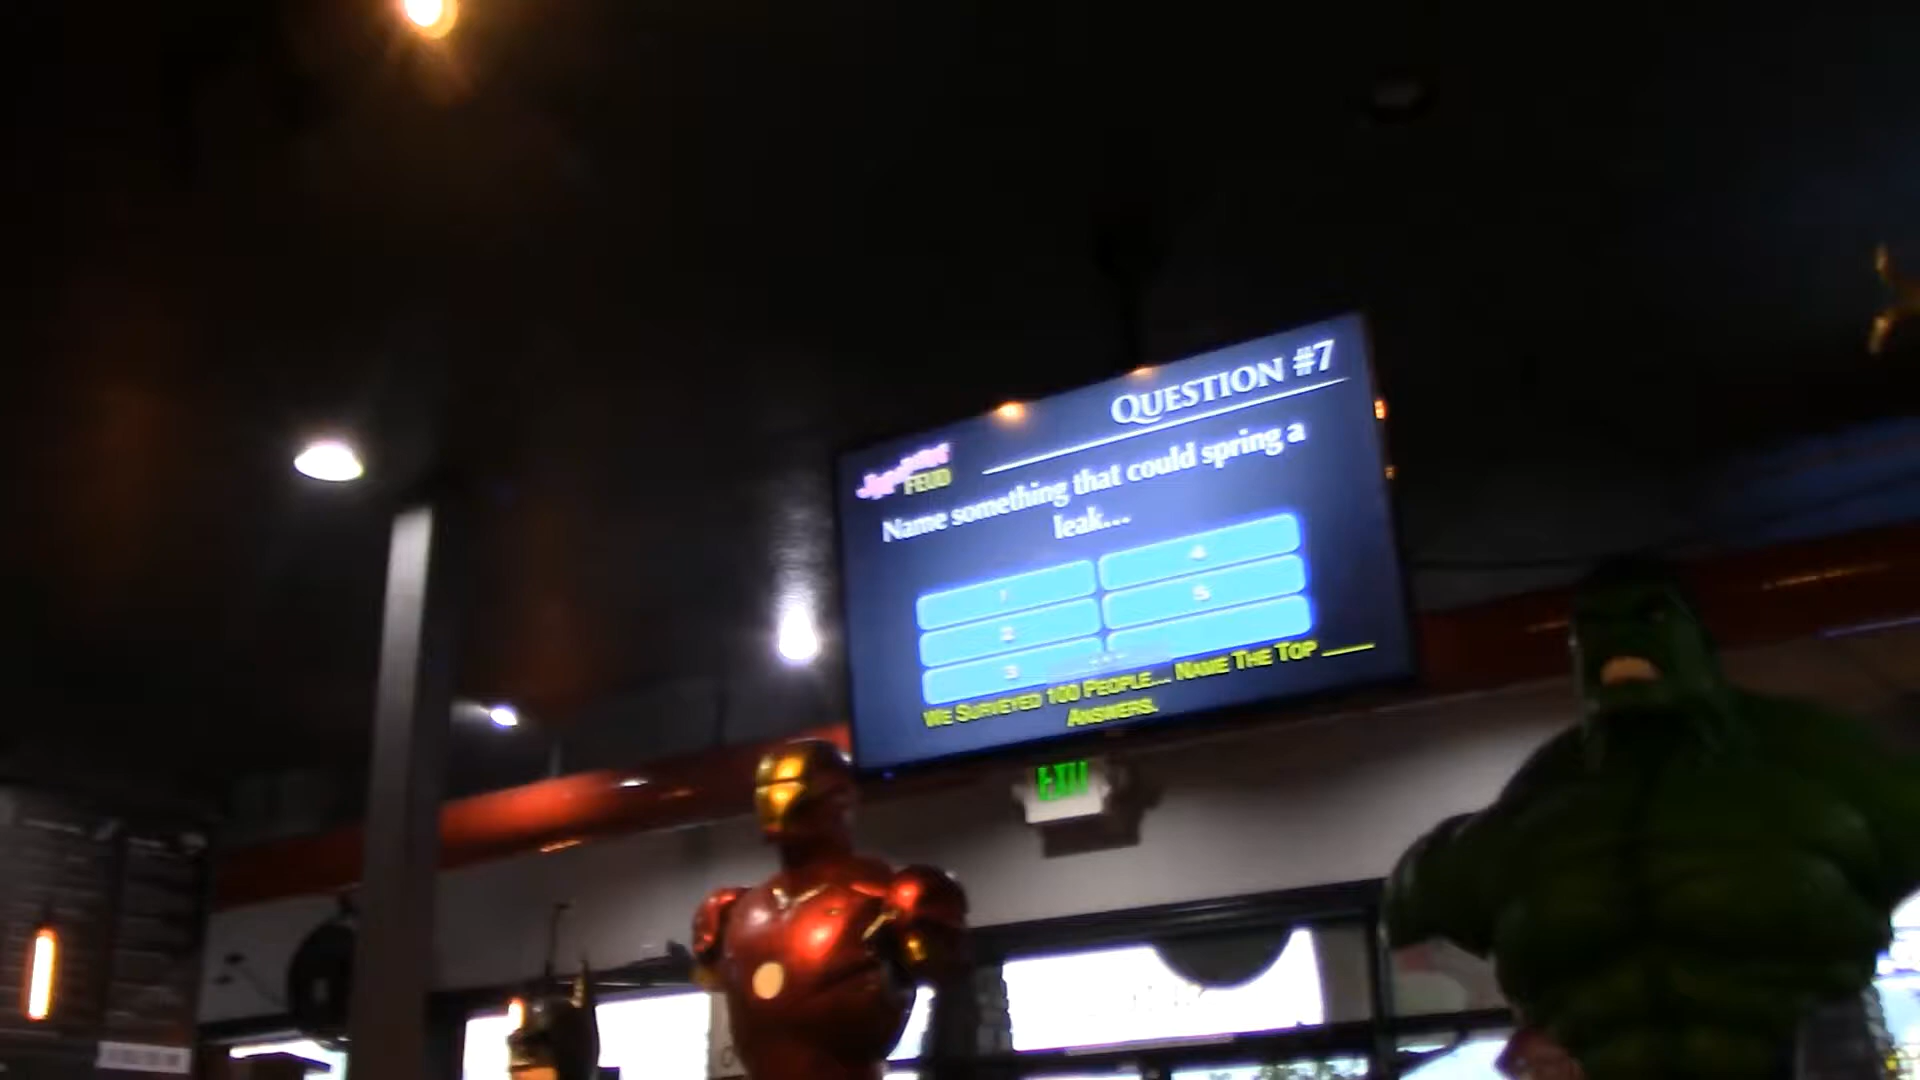 QUESTION #7
FEUD
Name something that could spring a
leak...
1
2
3
4
5
WE SURVEYED 100 PEOPLE... NAME THE TOP ____
ANSWERS.
EXIT